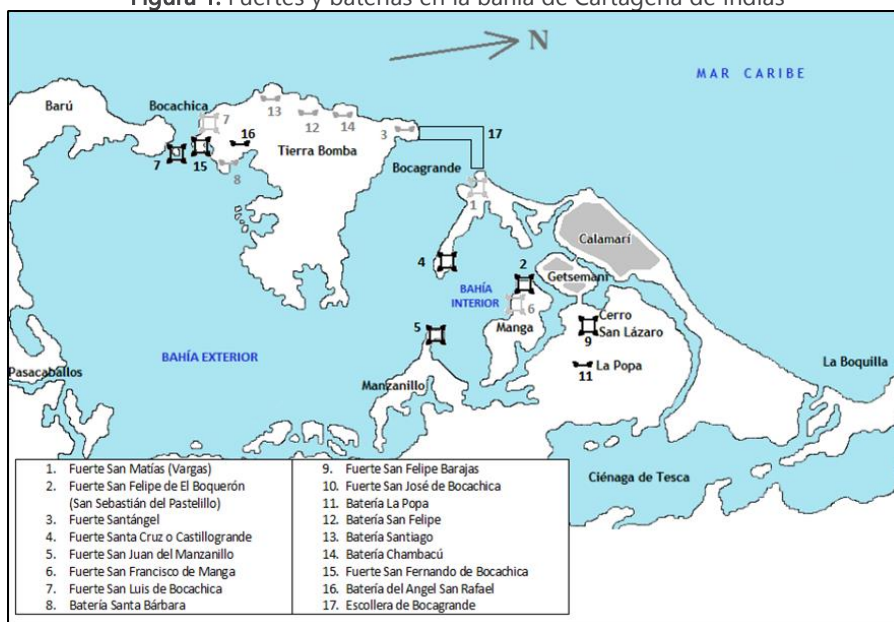 Figura 1. Fuertes y baterías en la bahía de Cartagena de Indias
N
MAR CARIBE
Barú
Bocachica
7
13
12
14
3
17
16
Tierra Bomba
7
15
8
Bocagrande
1
Calamarí
4
2
Getsemaní
BAHÍA
INTERIOR
6
Cerro
San Lázaro
5
Manga
9
BAHÍA EXTERIOR
La Popa
11
La Boquilla
Pasacaballos
Manzanillo
Ciénaga de Tesca
1. Fuerte San Matías (Vargas)
2. Fuerte San Felipe de El Boquerón
(San Sebastián del Pastelillo)
3. Fuerte Santángel
4. Fuerte Santa Cruz o Castillogrande
5. Fuerte San Juan del Manzanillo
6. Fuerte San Francisco de Manga
7. Fuerte San Luis de Bocachica
8. Batería Santa Bárbara
9. Fuerte San Felipe Barajas
10. Fuerte San José de Bocachica
11. Batería La Popa
12. Batería San Felipe
13. Batería Santiago
14. Batería Chambacú
15. Fuerte San Fernando de Bocachica
16. Batería del Angel San Rafael
17. Escollera de Bocagrande